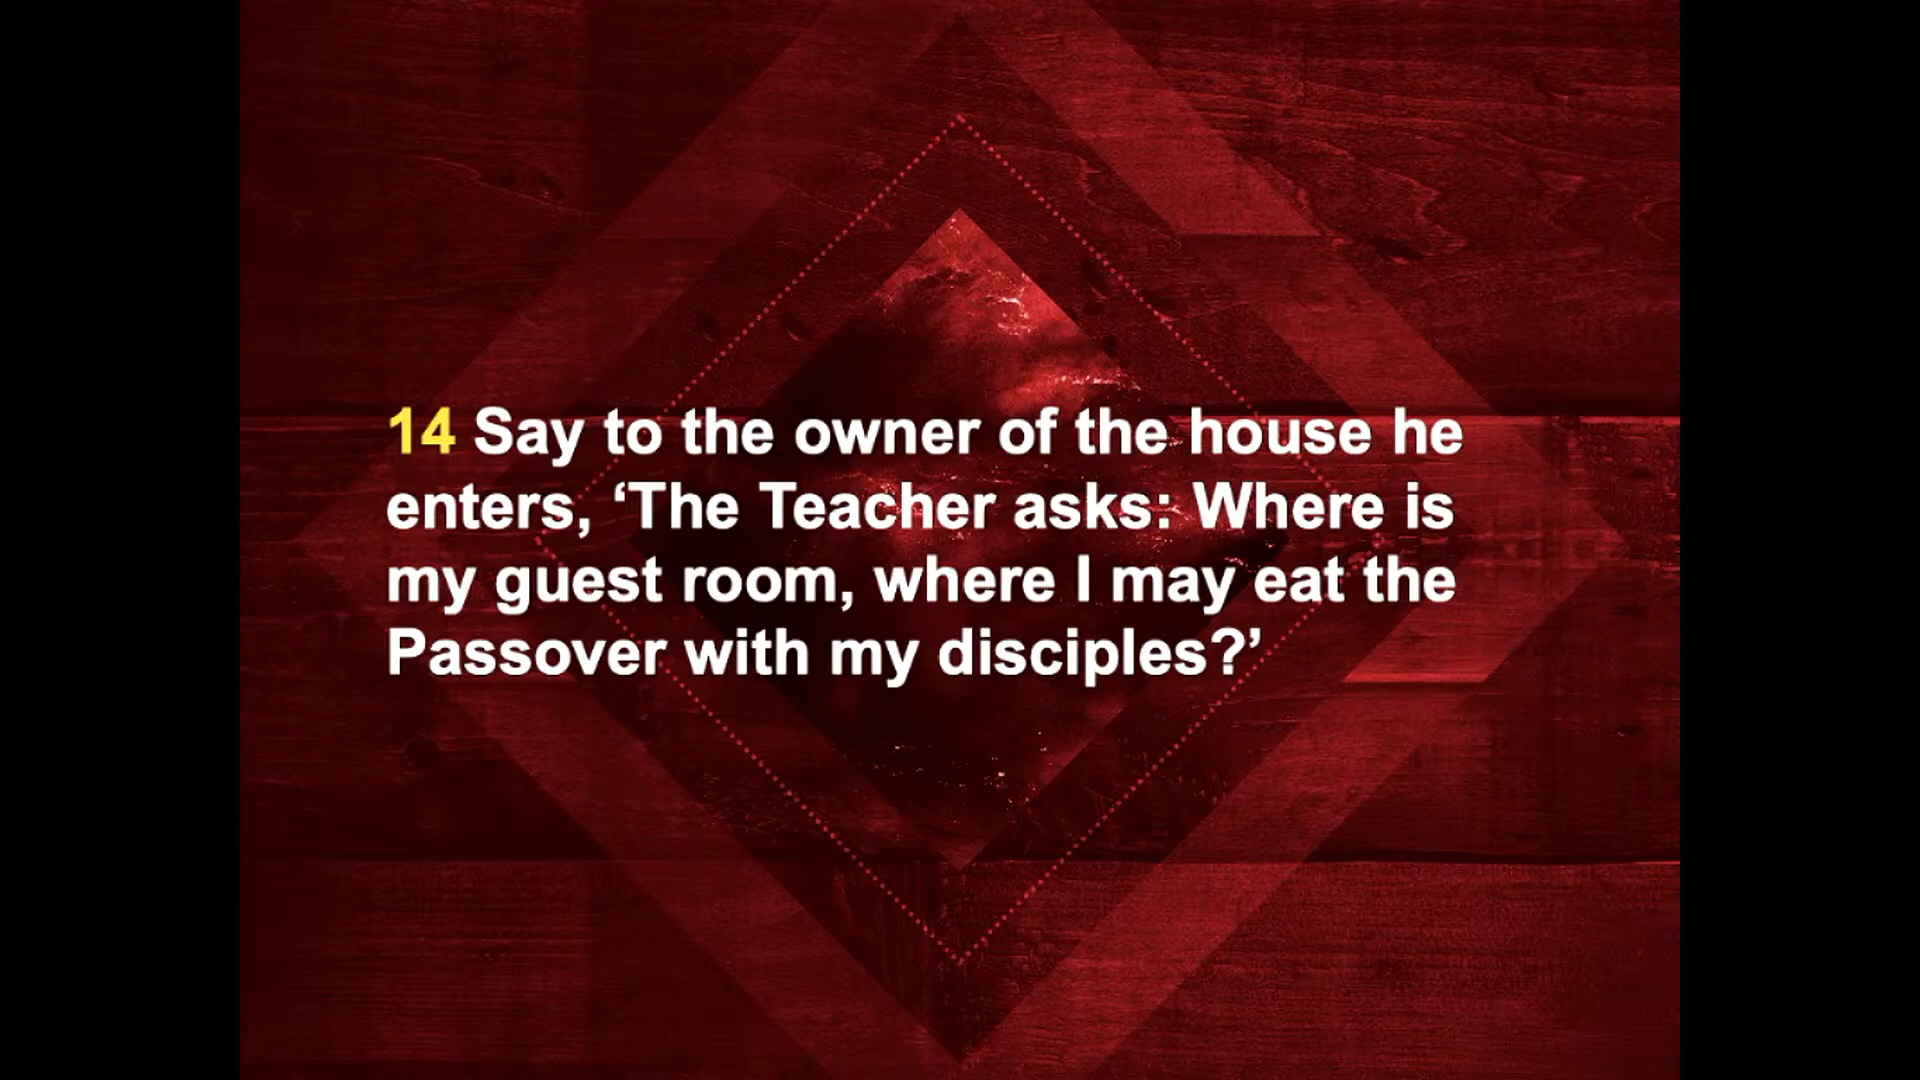 14 Say to the owner of the house he
enters, ‘The Teacher asks: Where is
my guest room, where I may eat the
Passover with my disciples?’